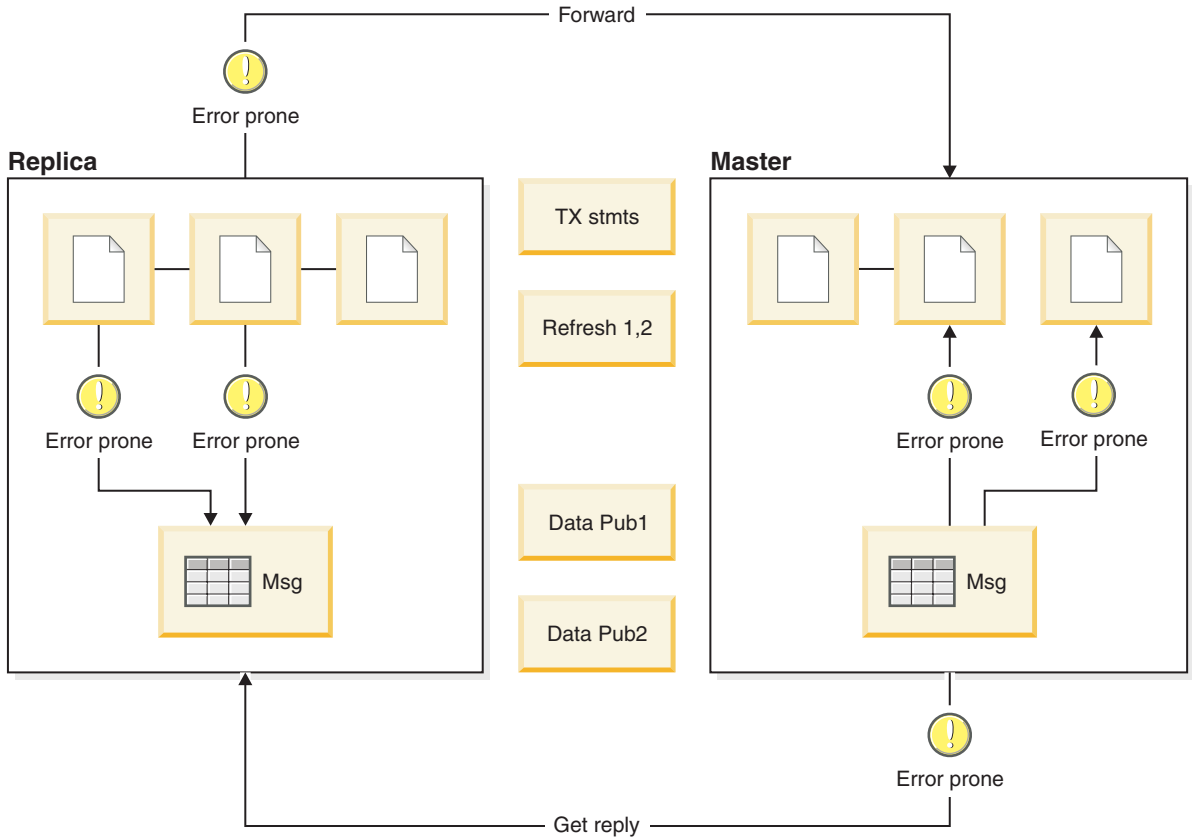 Forward
Error prone
Replica
Master
TX stmts
Refresh 1,2
Error prone
Error prone
Error prone
Error prone
Data Pub1
Msg
Msg
Data Pub2
Error prone
Get reply